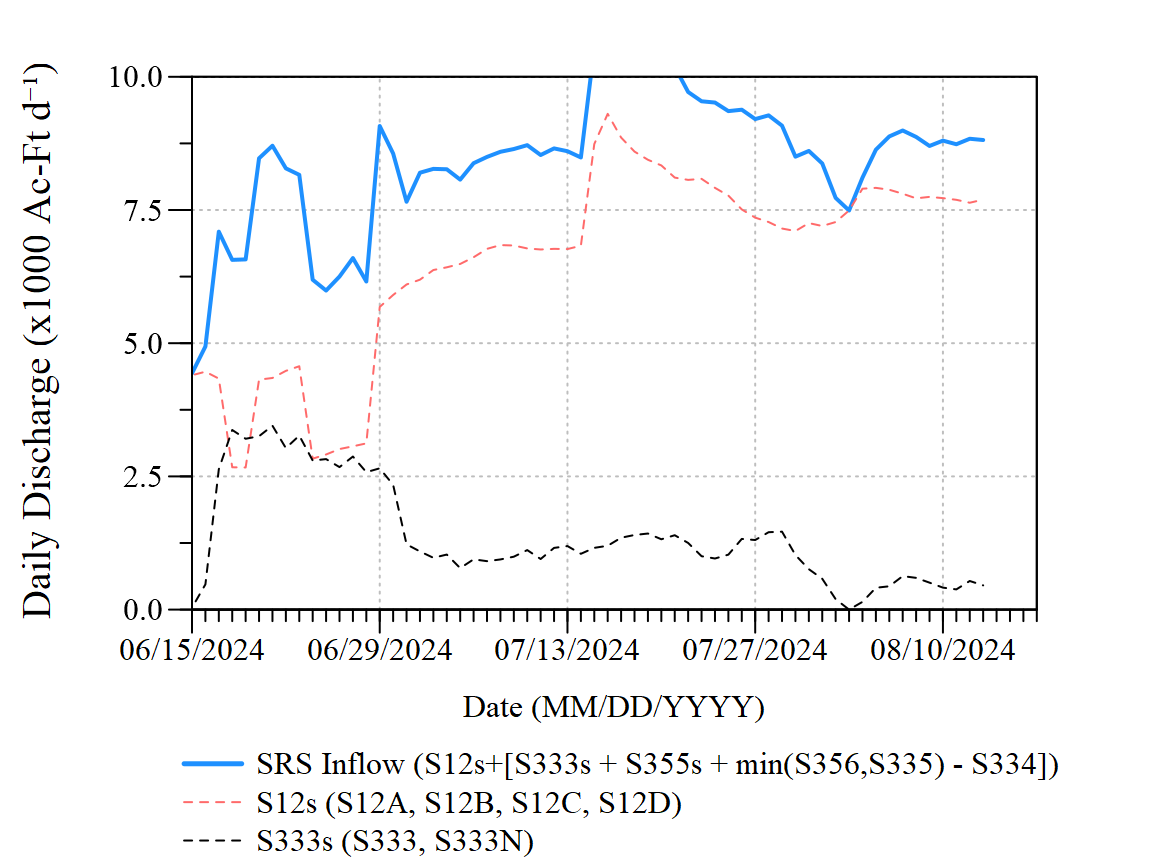 Daily Discharge (x1000 Ac-Ft d⁻¹)
10.0
7.5
5.0
2.5
0.0
06/15/2024 06/29/2024 07/13/2024 07/27/2024 08/10/2024
Date (MM/DD/YYYY)
SRS Inflow (S12s+[S333s + S355s + min(S356,S335) - S334])
S12s (S12A, S12B, S12C, S12D)
S333s (S333, S333N)